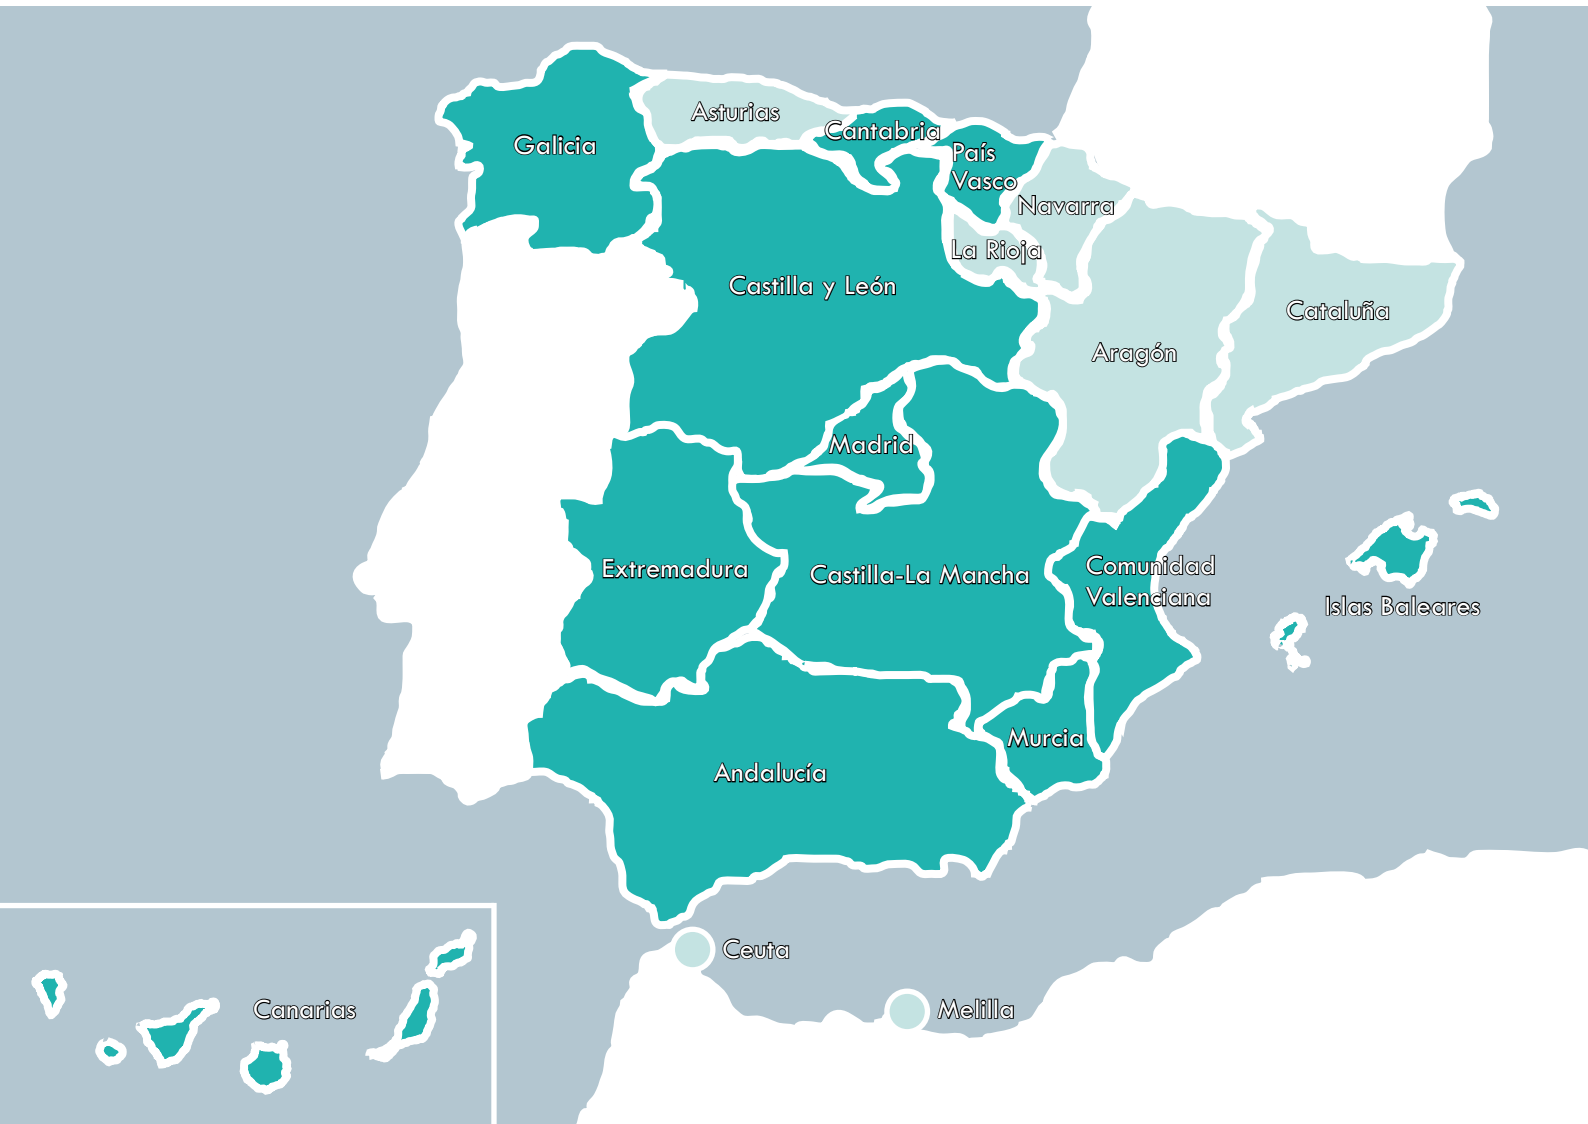 Asturias
Cantabria
Galicia
País
Vasco
Navarra
La Rioja
Castilla y León
Cataluña
Aragón
Madrid
Extremadura
Castilla-La Mancha
Comunidad
Valenciana
Islas Baleares
Murcia
Andalucía
Ceuta
Canarias
Melilla